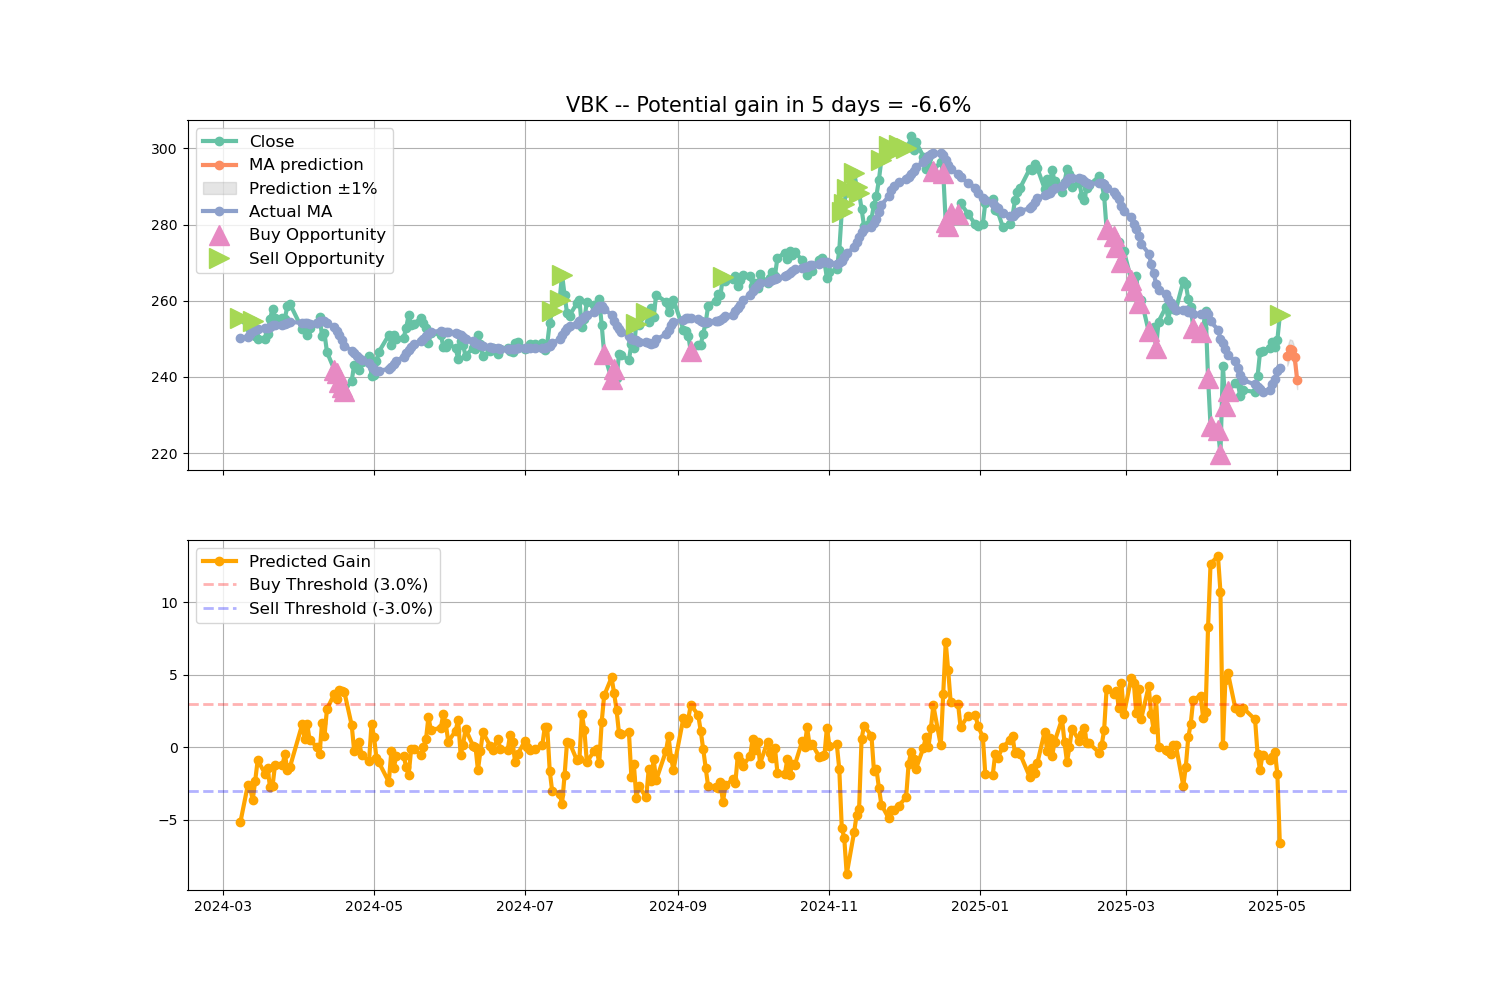 VBK -- Potential gain in 5 days = -6.6%
Close
MA prediction
Prediction ±1%
Actual MA
Buy Opportunity
Sell Opportunity
300
280
260
240
220
Predicted Gain
Buy Threshold (3.0%)
Sell Threshold (-3.0%)
10
5
0
−5
2024-03 2024-05 2024-07 2024-09 2024-11 2025-01 2025-03 2025-05